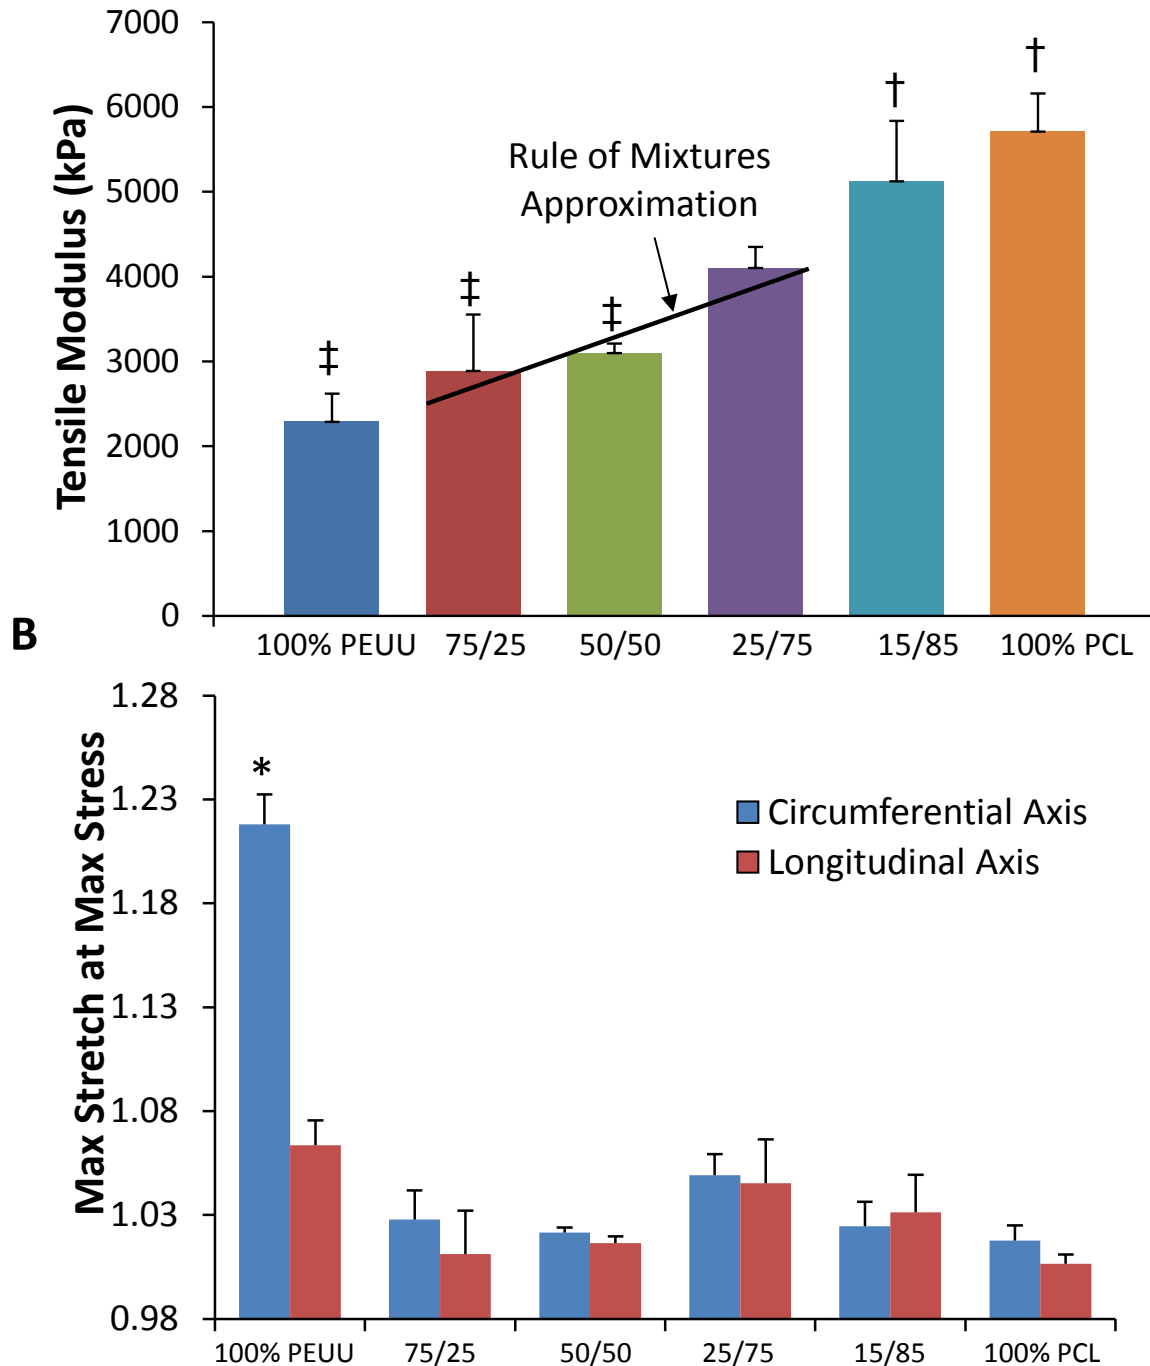 7000
6000
5000
4000
3000
2000
1000
0
Tensile Modulus (kPa)
Rule of Mixtures
Approximation
‡
‡
‡
†
†
100% PEUU
75/25
50/50
25/75
15/85
100% PCL
B
1.28
1.23
1.18
1.13
1.08
1.03
0.98
Max Stretch at Max Stress
*
Circumferential Axis
Longitudinal Axis
100% PEUU
75/25
50/50
25/75
15/85
100% PCL